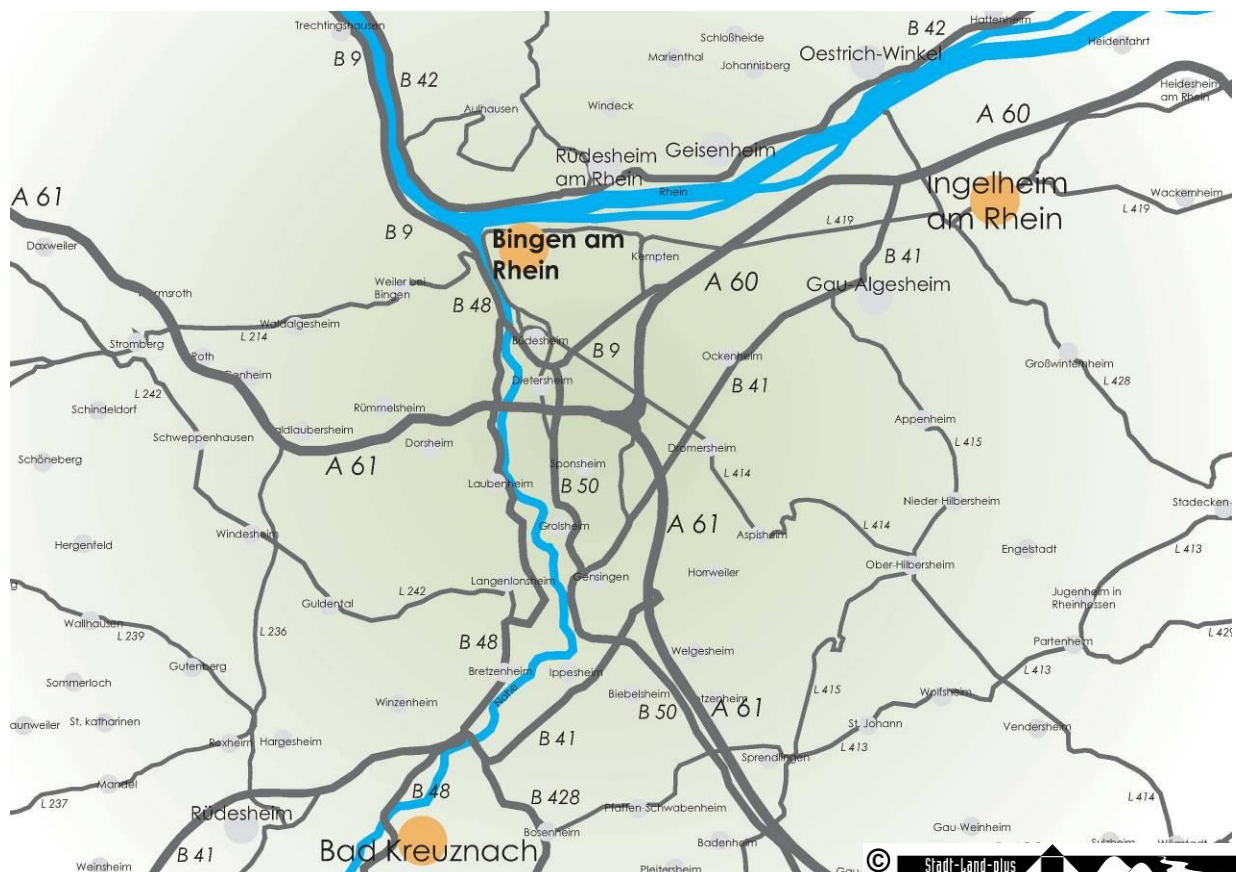 Trechtingshausen
B 9
B 42
Aulhausen
Marienthal
Schloßheide
Johannisberg
Windeck
B 42
Oestrich-Winkel
Hattenheim
Heidenfahrt
Heidesheim
am Rhein
A 60
Rüdesheim
am Rhein
Geisenheim
Rhein
Ingelheim
am Rhein
Wackernheim
L 419
L 419
A 61
Daxweiler
B 9
Bingen am
Rhein
Kempten
A 60
B 41
Gau-Algesheim
Weiler bei
Bingen
B 48
Waldalgesheim
L 214
Stromberg
Roth
Büdesheim
B 9
Ockenheim
B 41
Dietersheim
Großwinternheim
L 428
L 242
Schindeldorf
Rümmelsheim
Dorsheim
Schweppenhausen
A 61
Schöneberg
Appenheim
L 415
Dromersheim
L 414
Sponsheim
B 50
Laubenheim
Grolsheim
A 61
Aspisheim
L 414
Nieder-Hilbersheim
Stadecken-
Windesheim
Hergenfeld
Engelstadt
L 413
Ober-Hilbersheim
Gensingen
Horrweiler
Langenlonsheim
L 242
Guldental
Jugenheim in
Rheinhessen
Wallhausen
L 239
L 236
L 429
Partenheim
B 48
Gutenberg
Bretzenheim
Ippesheim
Welgesheim
L 413
Sommerloch
Winzenheim
Nahe
Biebelsheim
B 50
A 61
L 415
Wolfsheim
St. katharinen
Roxheim
Hargesheim
B 41
St. Johann
L 413
Vendersheim
Sprendlingen
Mandel
L 237
B 48
B 428
Rüdesheim
Pfaffen-Schwabenheim
L 414
Bosenheim
Gau-Weinheim
Bad Kreuznach
B 41
Weinsheim
Badenheim
Pleitersheim
Sulzheim
©
Stadt-Land-plus